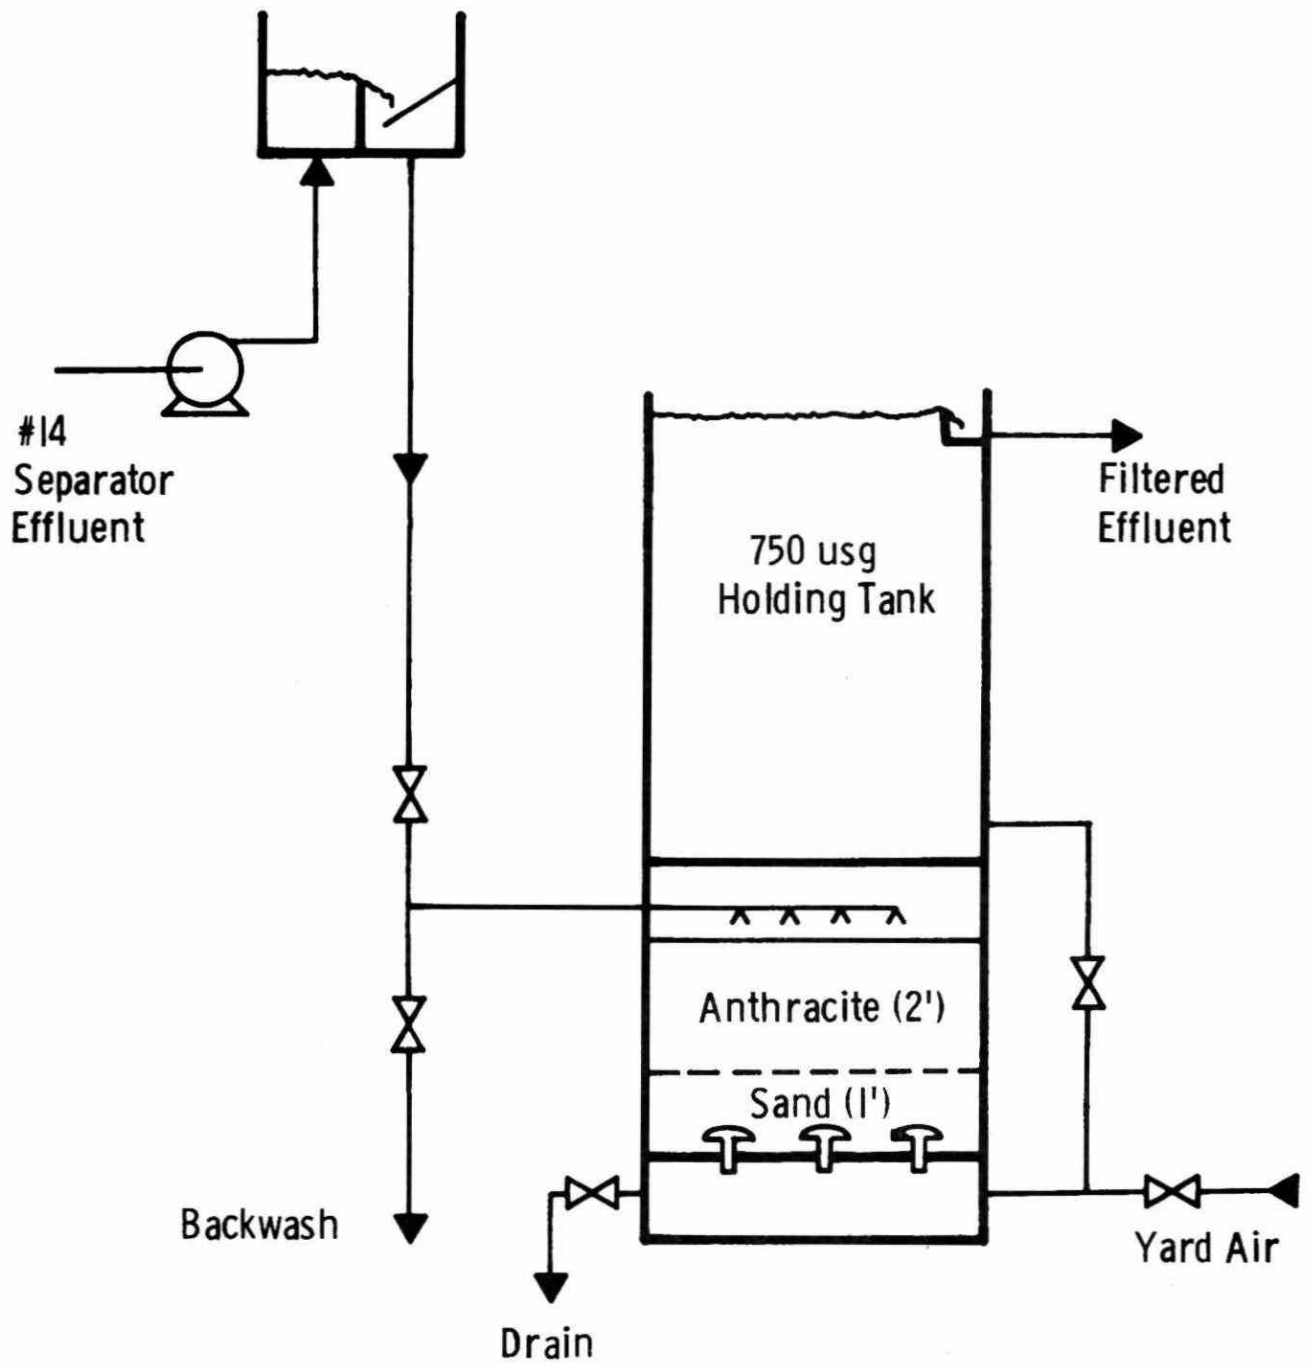 #14
Separator
Effluent
Filtered
Effluent
750 usg
Holding Tank
Anthracite (2')
Sand (1')
Backwash
Yard Air
Drain